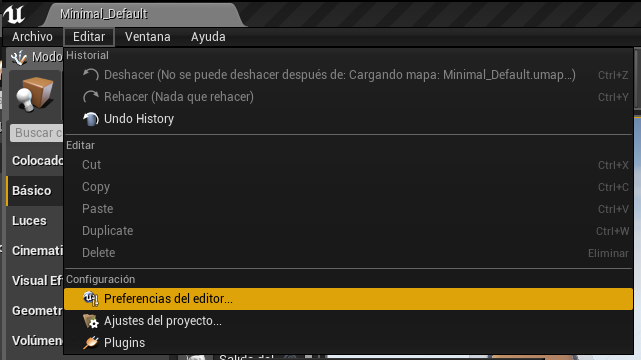 Minimal_Default
Archivo Editar Ventana Ayuda
Modo
Historial
Deshacer (No se puede deshacer después de: Cargando mapa: Minimal_Default.umap...) Ctrl+Z
Rehacer (Nada que rehacer) Ctrl+Y
Undo History
Buscar c
Editar
Colocado
Cut Ctrl+X
Básico
Copy Ctrl+C
Paste Ctrl+V
Luces
Duplicate Ctrl+W
Cinemati
Delete Eliminar
Visual Ef
Configuración
Preferencias del editor...
Geometr
Ajustes del proyecto...
Volúmen
Plugins